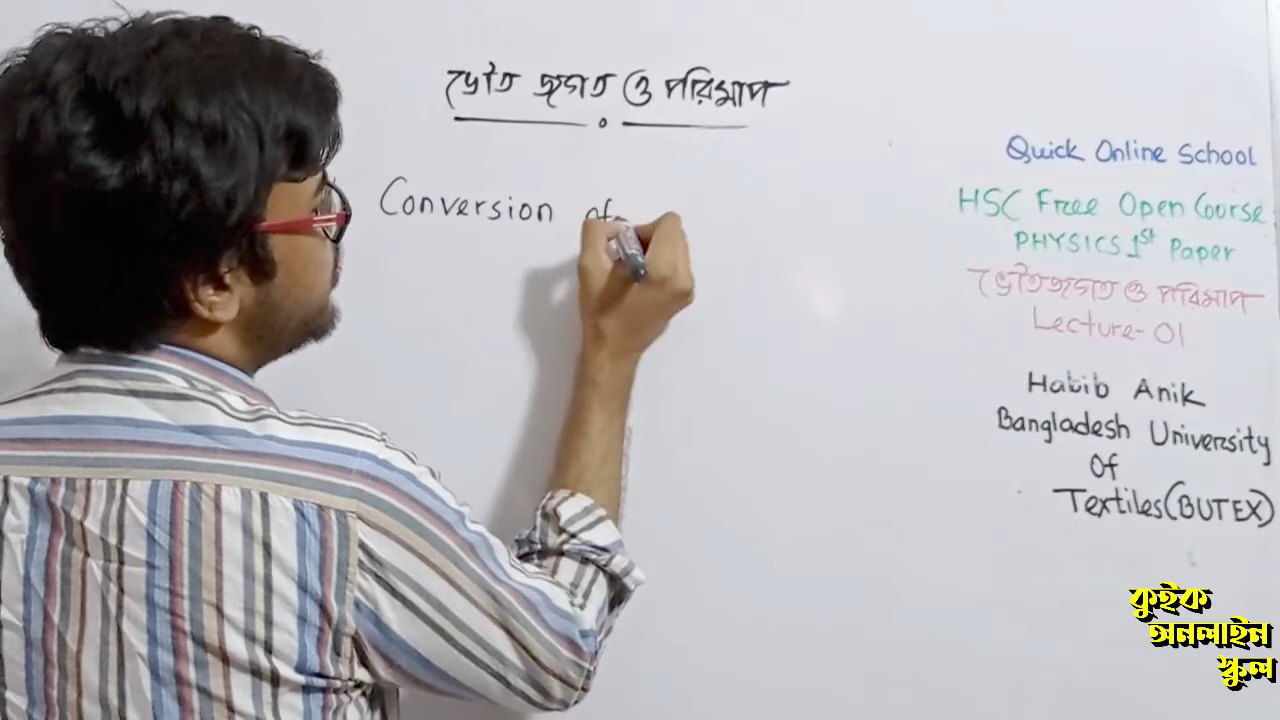 ভৌত জগত ও পরিমাপ
Conversion of
Quick Online School
HSC Free Open Course
PHYSICS 1st Paper
ভৌতজগত ও পরিমাপ
Lecture-01
Habib Anik
Bangladesh University
Of
Textiles(BUTEX)
কুইক
অনলাইন
স্কুল